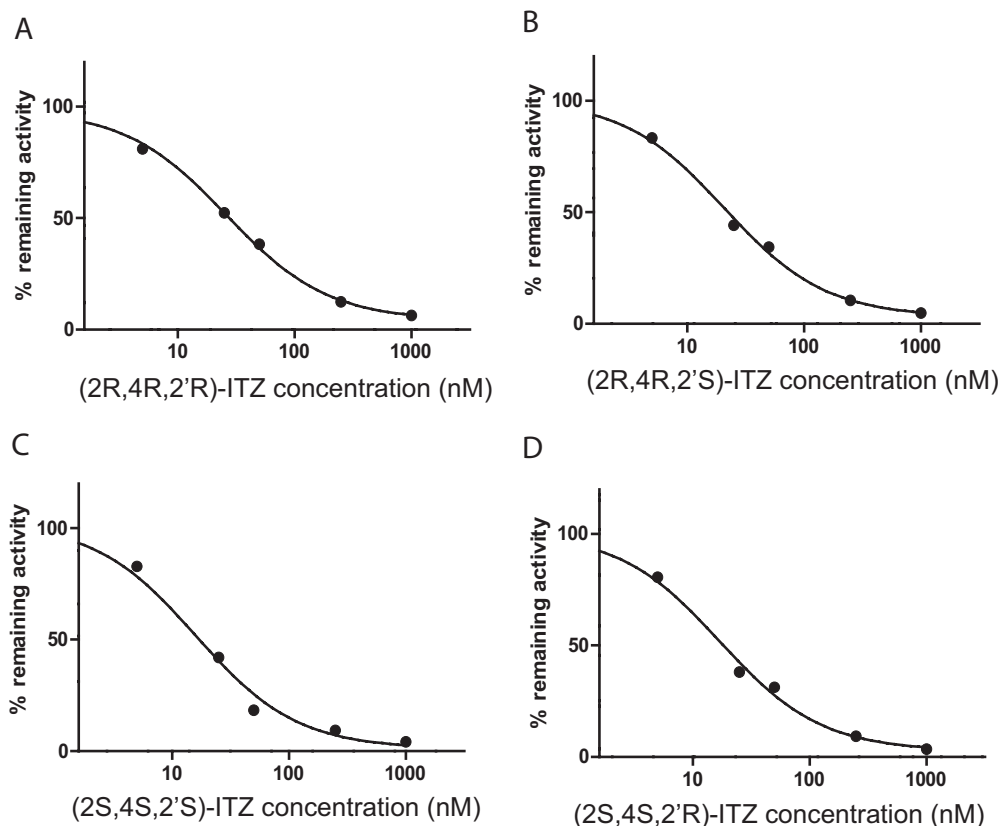 A
% remaining activity
100
50
0
10 100 1000
(2R,4R,2'R)-ITZ concentration (nM)
B
% remaining activity
100
50
0
10 100 1000
(2R,4R,2'S)-ITZ concentration (nM)
C
% remaining activity
100
50
0
10 100 1000
(2S,4S,2'S)-ITZ concentration (nM)
D
% remaining activity
100
50
0
10 100 1000
(2S,4S,2'R)-ITZ concentration (nM)